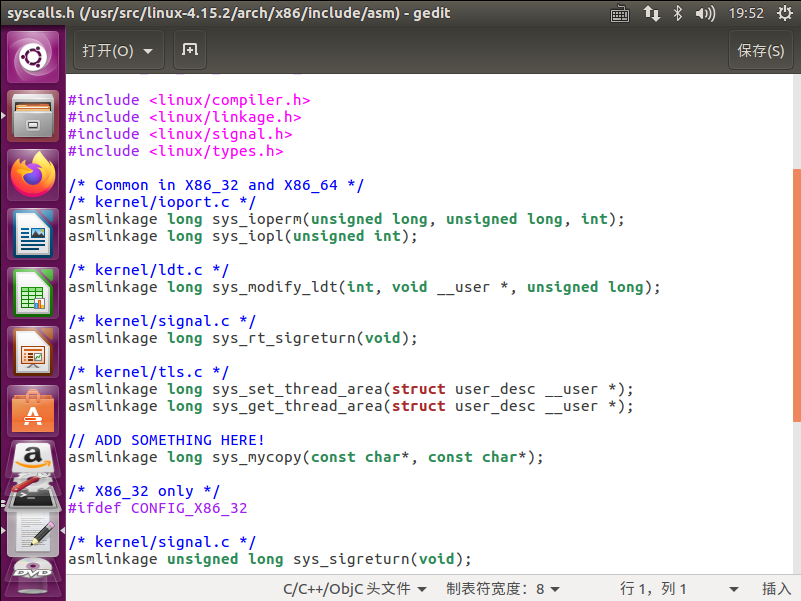 syscalls.h (/usr/src/linux-4.15.2/arch/x86/include/asm) - gedit
19:52
打开(O)
保存(S)
#include <linux/compiler.h>
#include <linux/linkage.h>
#include <linux/signal.h>
#include <linux/types.h>
/* Common in X86_32 and X86_64 */
/* kernel/ioport.c */
asmlinkage long sys_ioperm(unsigned long, unsigned long, int);
asmlinkage long sys_iopl(unsigned int);
/* kernel/ldt.c */
asmlinkage long sys_modify_ldt(int, void __user *, unsigned long);
/* kernel/signal.c */
asmlinkage long sys_rt_sigreturn(void);
/* kernel/tls.c */
asmlinkage long sys_set_thread_area(struct user_desc __user *);
asmlinkage long sys_get_thread_area(struct user_desc __user *);
// ADD SOMETHING HERE!
asmlinkage long sys_mycopy(const char*, const char*);
/* X86_32 only */
#ifdef CONFIG_X86_32
/* kernel/signal.c */
asmlinkage unsigned long sys_sigreturn(void);
a
DVD
C/C++/ObjC 头文件 制表符宽度: 8 行 1, 列 1 插入